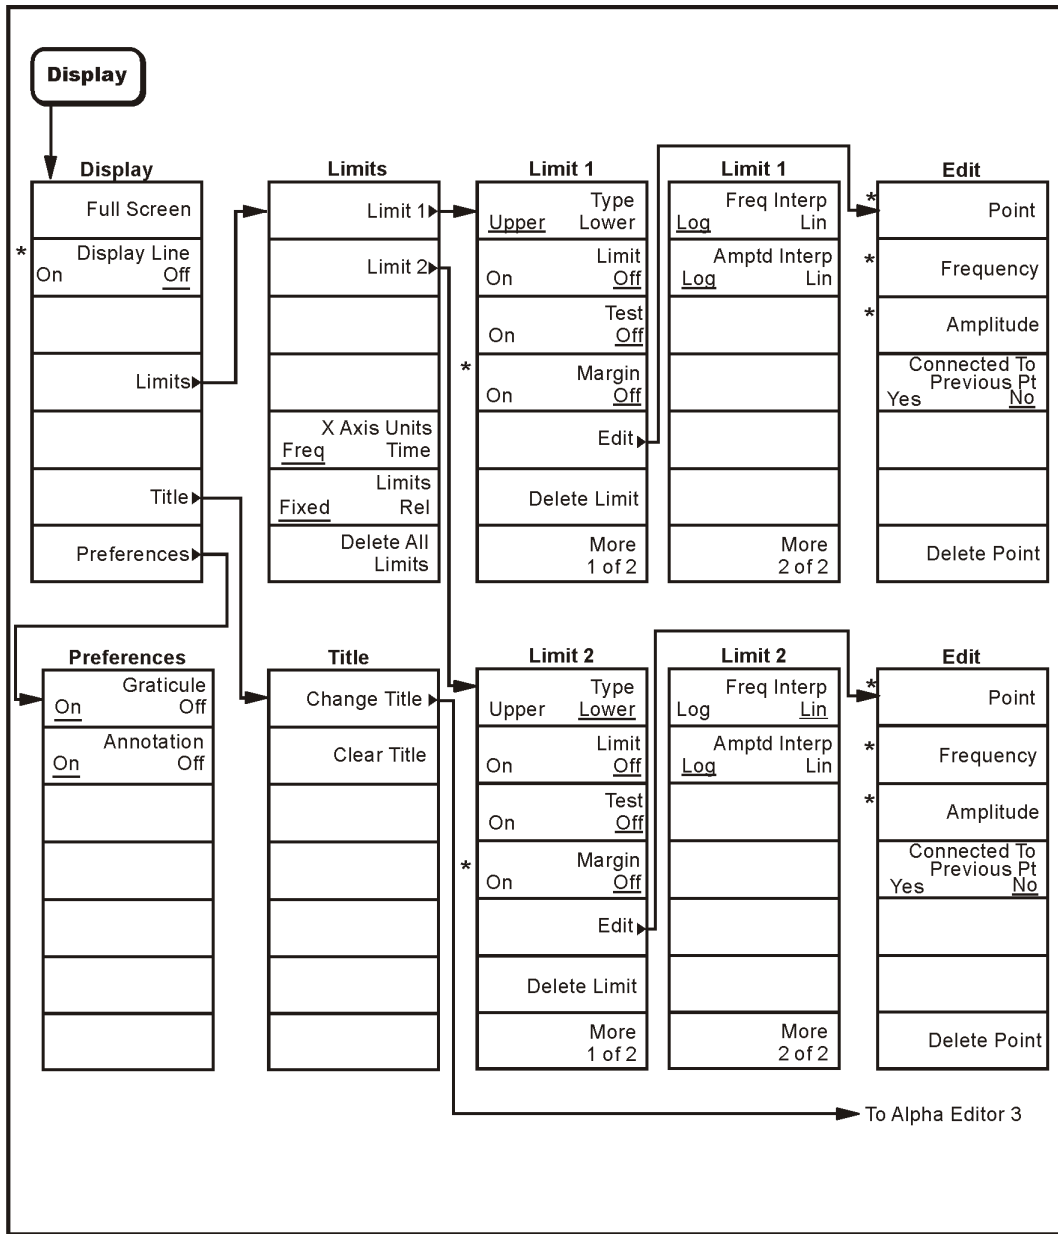 Display
Display
Full Screen
*
Display Line
On Off
Limits
Title
Preferences
Limits
Limit 1
Limit 2
X Axis Units
Freq Time
Limits
Fixed Rel
Delete All
Limits
Limit 1
Type
Upper Lower
Limit
On Off
Test
On Off
*
Margin
On Off
Edit
Delete Limit
More
1 of 2
Limit 1
Freq Interp
Log Lin
Amptd Interp
Log Lin
More
2 of 2
Edit
*
Point
*
Frequency
*
Amplitude
Connected To
Previous Pt
Yes No
Delete Point
Preferences
Graticule
On Off
Annotation
On Off
Title
Change Title
Clear Title
Limit 2
Type
Upper Lower
Limit
On Off
Test
On Off
*
Margin
On Off
Edit
Delete Limit
More
1 of 2
Limit 2
Freq Interp
Log Lin
Amptd Interp
Log Lin
More
2 of 2
Edit
*
Point
*
Frequency
*
Amplitude
Connected To
Previous Pt
Yes No
Delete Point
To Alpha Editor 3